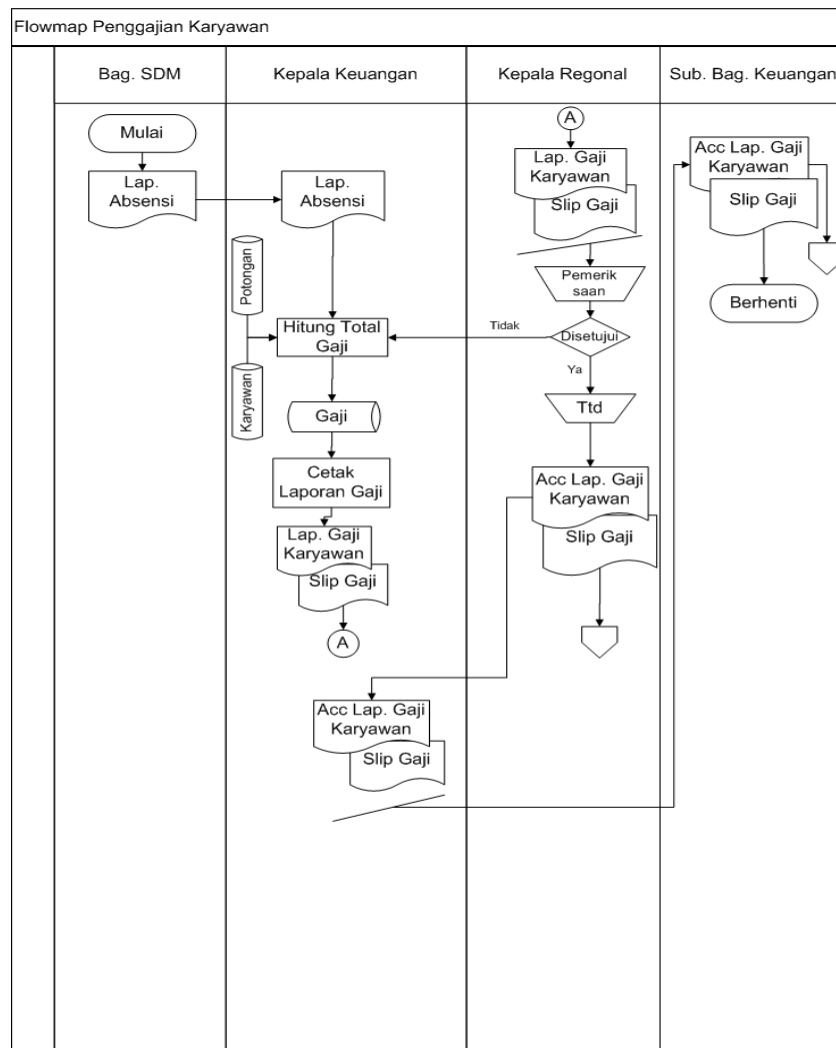 Flowmap Penggajian Karyawan
Bag. SDM
Kepala Keuangan
Kepala Regonal
Sub. Bag. Keuangan
Mulai
Lap.
Absensi
Lap.
Absensi
Potongan
Karyawan
Hitung Total
Gaji
Gaji
Cetak
Laporan Gaji
Lap. Gaji
Karyawan
Slip Gaji
A
Acc Lap. Gaji
Karyawan
Slip Gaji
A
Lap. Gaji
Karyawan
Slip Gaji
Pemerik
saan
Disetujui
Tidak
Ya
Ttd
Acc Lap. Gaji
Karyawan
Slip Gaji
Acc Lap. Gaji
Karyawan
Slip Gaji
Berhenti